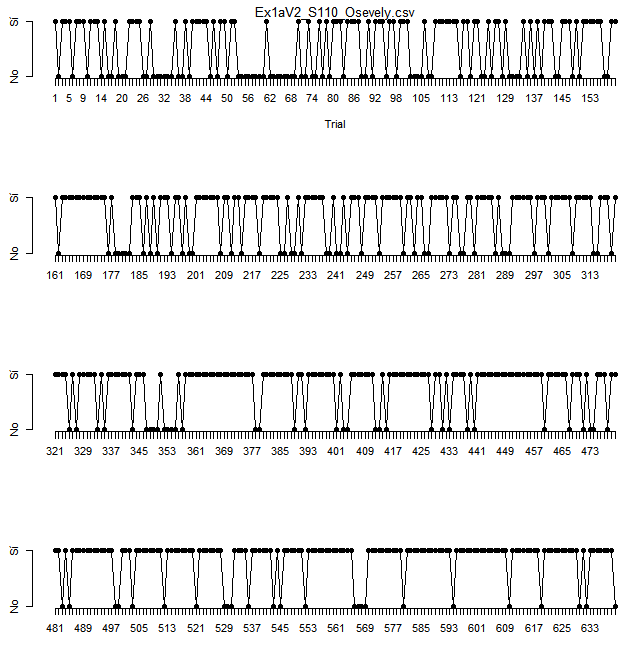 Ex1aV2_S110_Osevely.csv
Sí
No
1 5 9 14 20 26 32 38 44 50 56 62 68 74 80 86 92 98 105 113 121 129 137 145 153
Trial
Sí
No
161 169 177 185 193 201 209 217 225 233 241 249 257 265 273 281 289 297 305 313
Sí
No
321 329 337 345 353 361 369 377 385 393 401 409 417 425 433 441 449 457 465 473
Sí
No
481 489 497 505 513 521 529 537 545 553 561 569 577 585 593 601 609 617 625 633